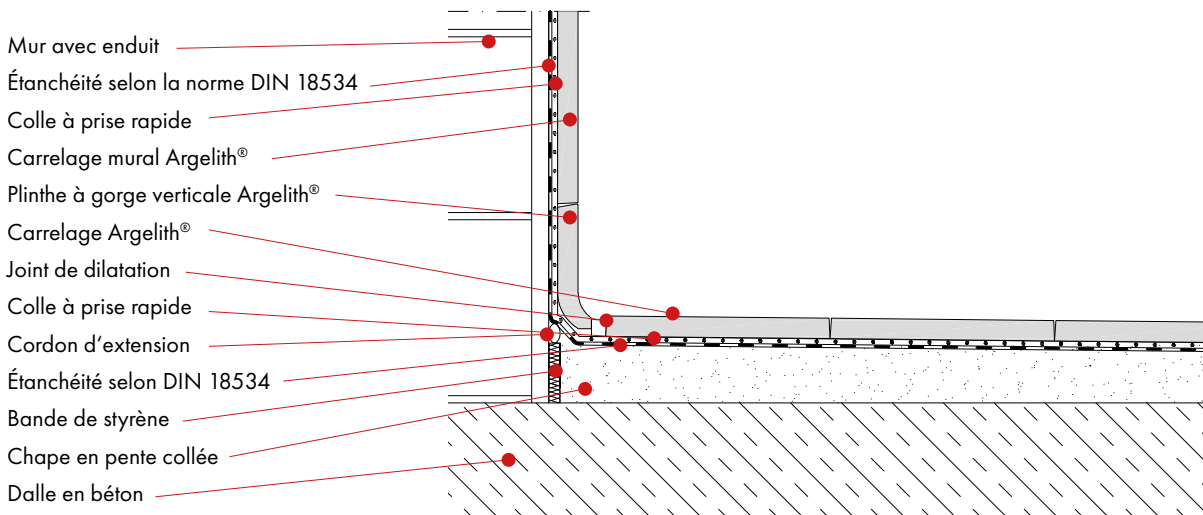 Mur avec enduit
Étanchéité selon la norme DIN 18534
Colle à prise rapide
Carrelage mural Argelith®
Plinthe à gorge verticale Argelith®
Carrelage Argelith®
Joint de dilatation
Colle à prise rapide
Cordon d’extension
Étanchéité selon DIN 18534
Bande de styrène
Chape en pente collée
Dalle en béton